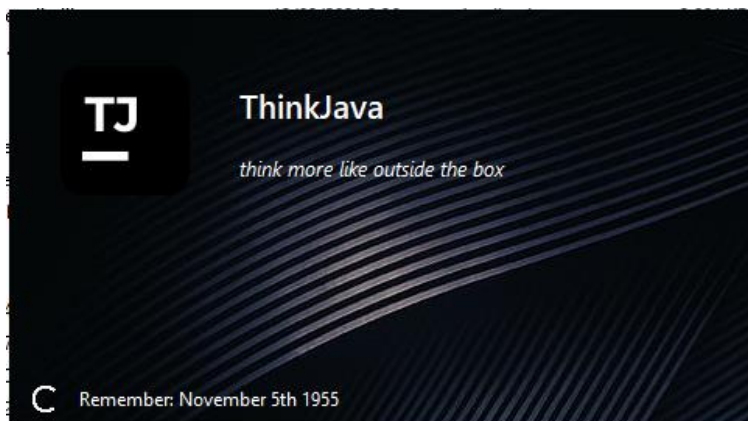 TJ
ThinkJava
think more like outside the box
Remember: November 5th 1955